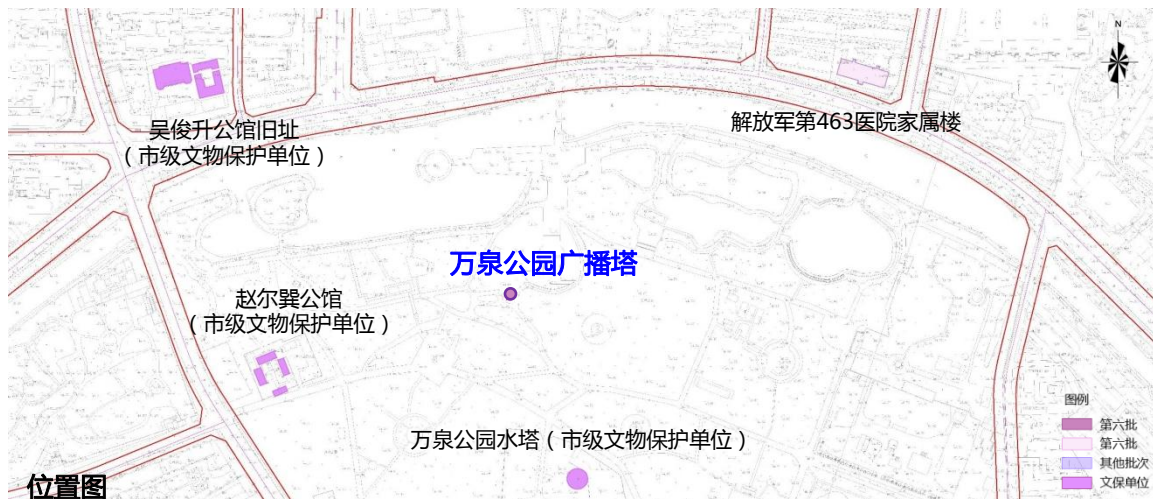 N
吴俊升公馆旧址
（市级文物保护单位）
解放军第463医院家属楼
万泉公园广播塔
赵尔巽公馆
（市级文物保护单位）
万泉公园水塔（市级文物保护单位）
图例
第六批
第六批
其他批次
文保单位
位置图